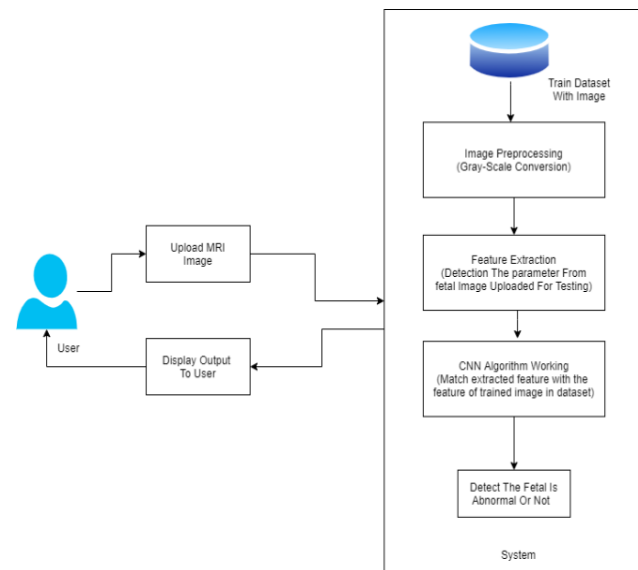 Train Dataset
With Image
Image Preprocessing
(Gray-Scale Conversion)
Feature Extraction
(Detection The parameter From
fetal Image Uploaded For Testing)
CNN Algorithm Working
(Match extracted feature with the
feature of trained image in dataset)
Detect The Fetal Is
Abnormal Or Not
System
Upload MRI
Image
Display Output
To User
User